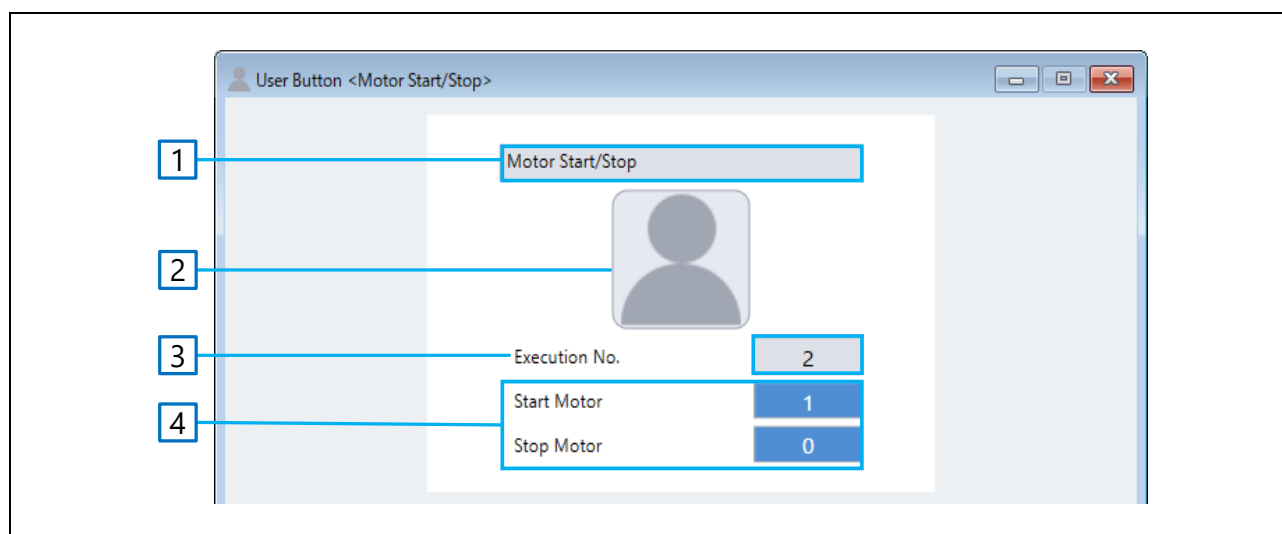 User Button <Motor Start/Stop>
1
Motor Start/Stop
2
3
Execution No. 2
4
Start Motor 1
Stop Motor 0